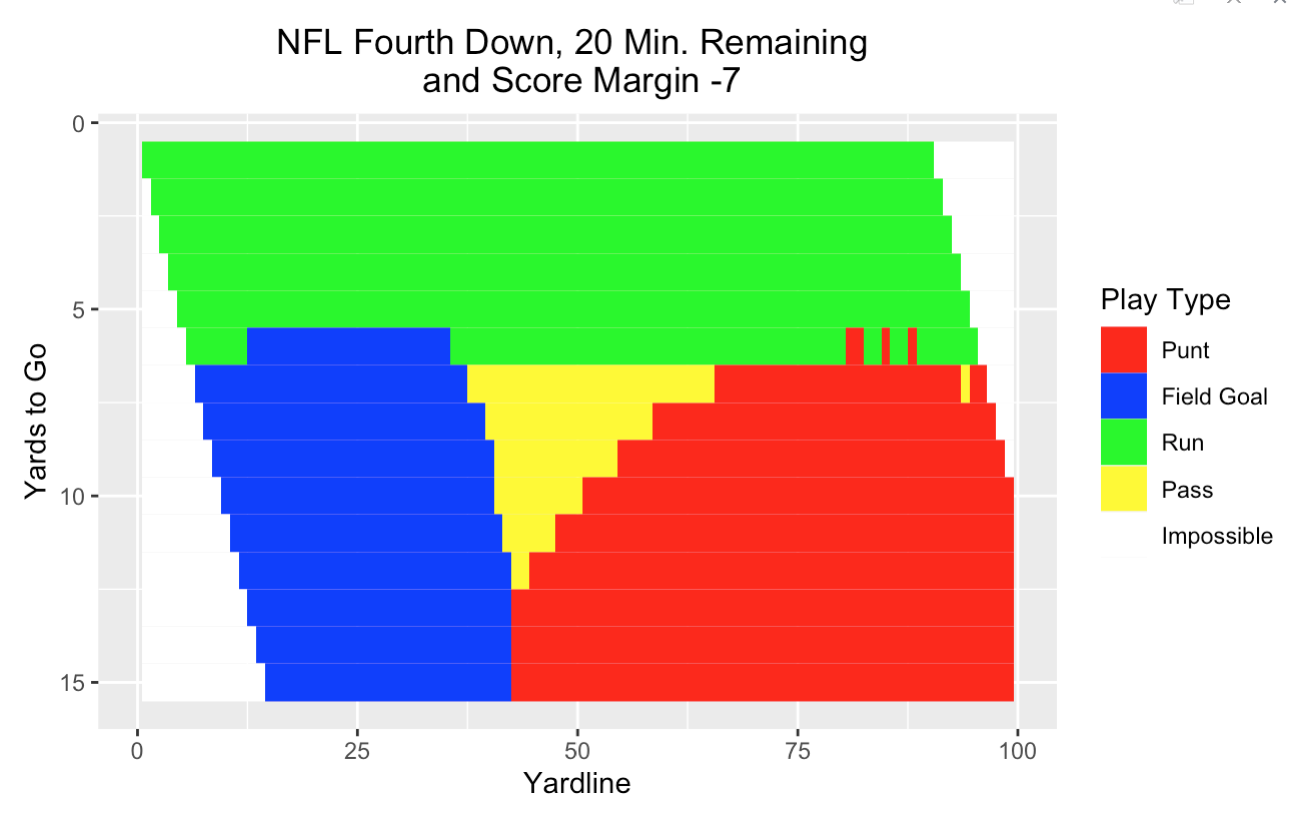 NFL Fourth Down, 20 Min. Remaining
and Score Margin -7
0
5
10
15
Yards to Go
0
25
50
75
100
Yardline
Play Type
Punt
Field Goal
Run
Pass
Impossible